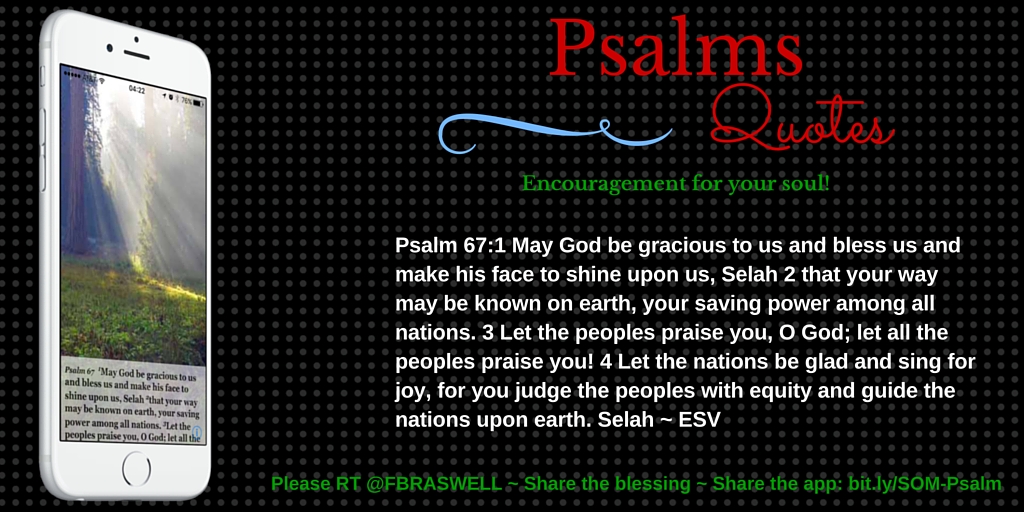 AT&T
04:22
76%
Psalm 67 ¹May God be gracious to us
and bless us and make his face to
shine upon us, Selah ²that your way
may be known on earth, your saving
power among all nations. ³Let the
peoples praise you, O God; let all the
Psalms
Quotes
Encouragement for your soul!
Psalm 67:1 May God be gracious to us and bless us and
make his face to shine upon us, Selah 2 that your way
may be known on earth, your saving power among all
nations. 3 Let the peoples praise you, O God; let all the
peoples praise you! 4 Let the nations be glad and sing for
joy, for you judge the peoples with equity and guide the
nations upon earth. Selah ~ ESV
Please RT @FBRASWELL ~ Share the blessing ~ Share the app: bit.ly/SOM-Psalm